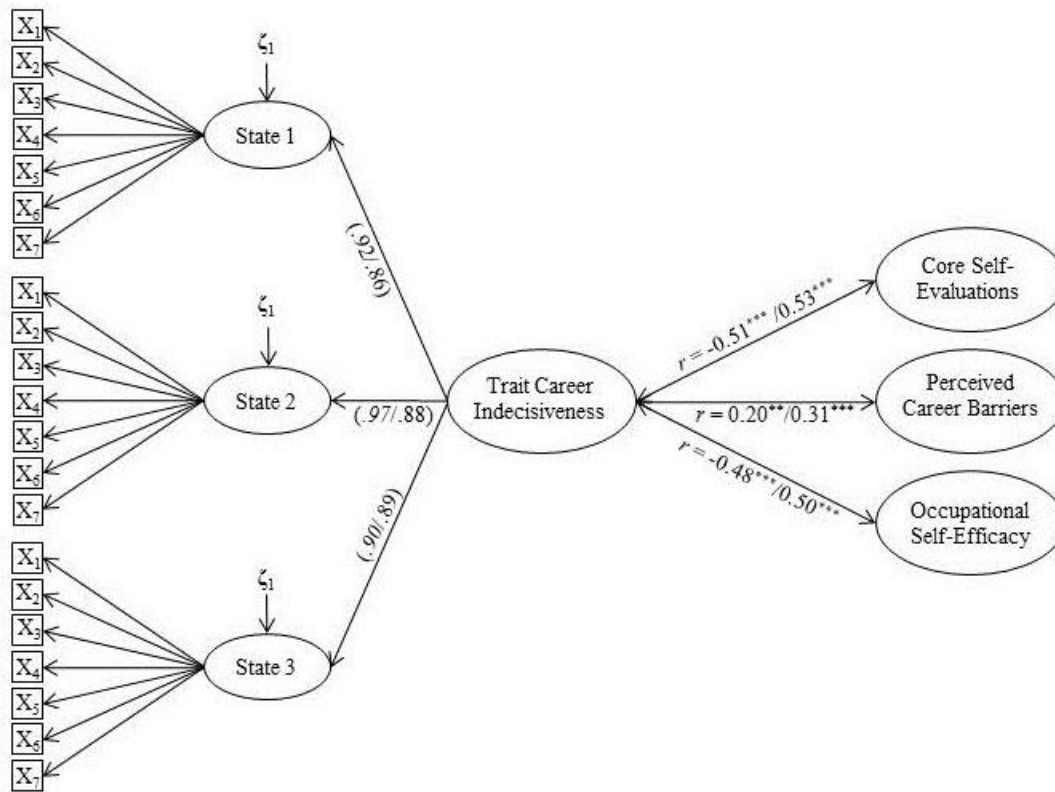 X₁
X₂
X₃
X₄
X₅
X₆
X₇
ζ₁
State 1
(.92/.86)
X₁
X₂
X₃
X₄
X₅
X₆
X₇
ζ₁
State 2
(.97/.88)
X₁
X₂
X₃
X₄
X₅
X₆
X₇
ζ₁
State 3
(.90/.89)
Trait Career
Indecisiveness
r = -0.51*** /0.53***
r = 0.20**/0.31***
r = -0.48***/0.50***
Core Self-
Evaluations
Perceived
Career Barriers
Occupational
Self-Efficacy